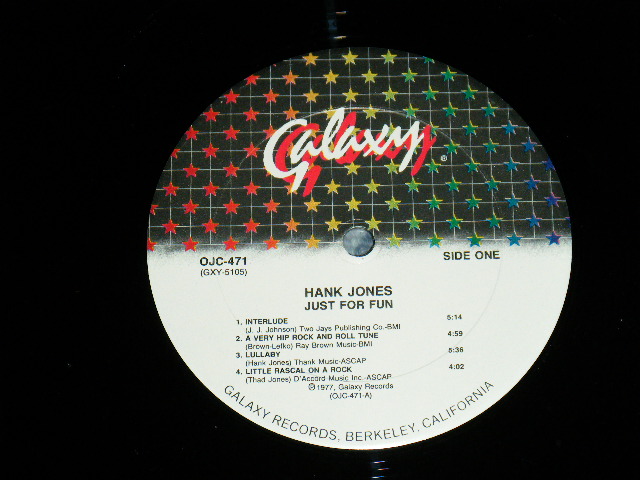 Galaxy®
OJC-471
(GXY-5105)
SIDE ONE
HANK JONES
JUST FOR FUN
1. INTERLUDE 5:14
(J. J. Johnson) Two Jays Publishing Co.-BMI
2. A VERY HIP ROCK AND ROLL TUNE 4:59
(Brown-Lefko) Ray Brown Music-BMI
3. LULLABY 5:36
(Hank Jones) Thank Music-ASCAP
4. LITTLE RASCAL ON A ROCK 4:02
(Thad Jones) D'Accord Music Inc.-ASCAP
℗1977, Galaxy Records
(OJC-471-A)
GALAXY RECORDS, BERKELEY, CALIFORNIA